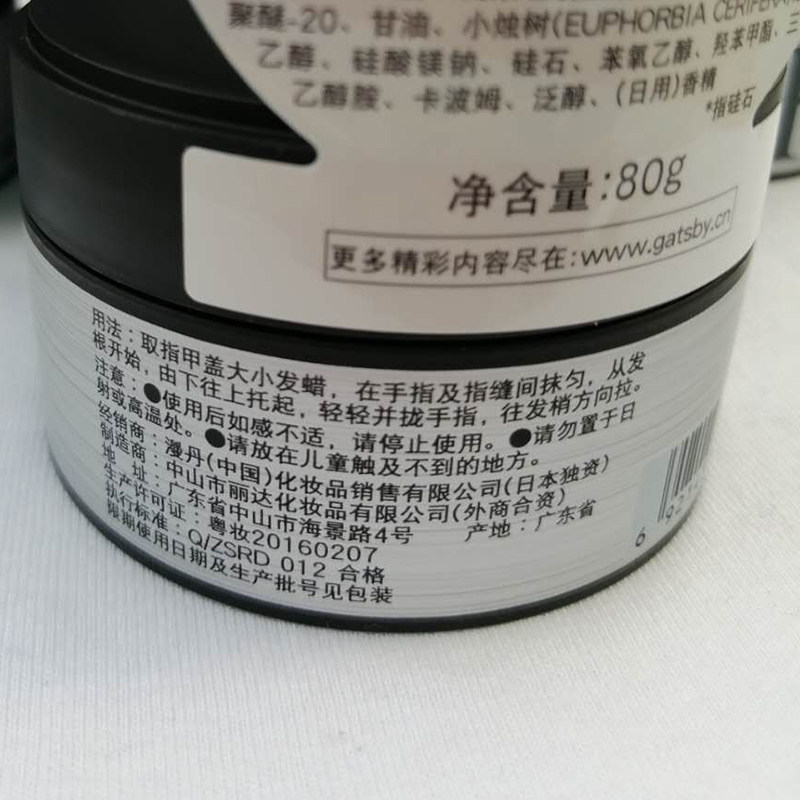 聚醚-20、甘油、小烛树(EUPHORBIA CERIFERA
乙醇、硅酸镁钠、硅石、苯氧乙醇、羟苯甲酯、三
乙醇胺、卡波姆、泛醇、(日用)香精
*指硅石
净含量:80g
更多精彩内容尽在:www.gatsby.cn
用法：取指甲盖大小发蜡，在手指及指缝间抹匀，从发
根开始，由下往上托起，轻轻并拢手指，往发梢方向拉。
注意：●使用后如感不适，请停止使用。●请勿置于日
射或高温处。●请放在儿童触及不到的地方。
经销商：漫丹(中国)化妆品销售有限公司(日本独资)
制造商：中山市丽达化妆品有限公司(外商合资)
地 址：广东省中山市海景路4号 产地：广东省
生产许可证：粤妆20160207
执行标准：Q/ZSRD 012 合格
限期使用日期及生产批号见包装